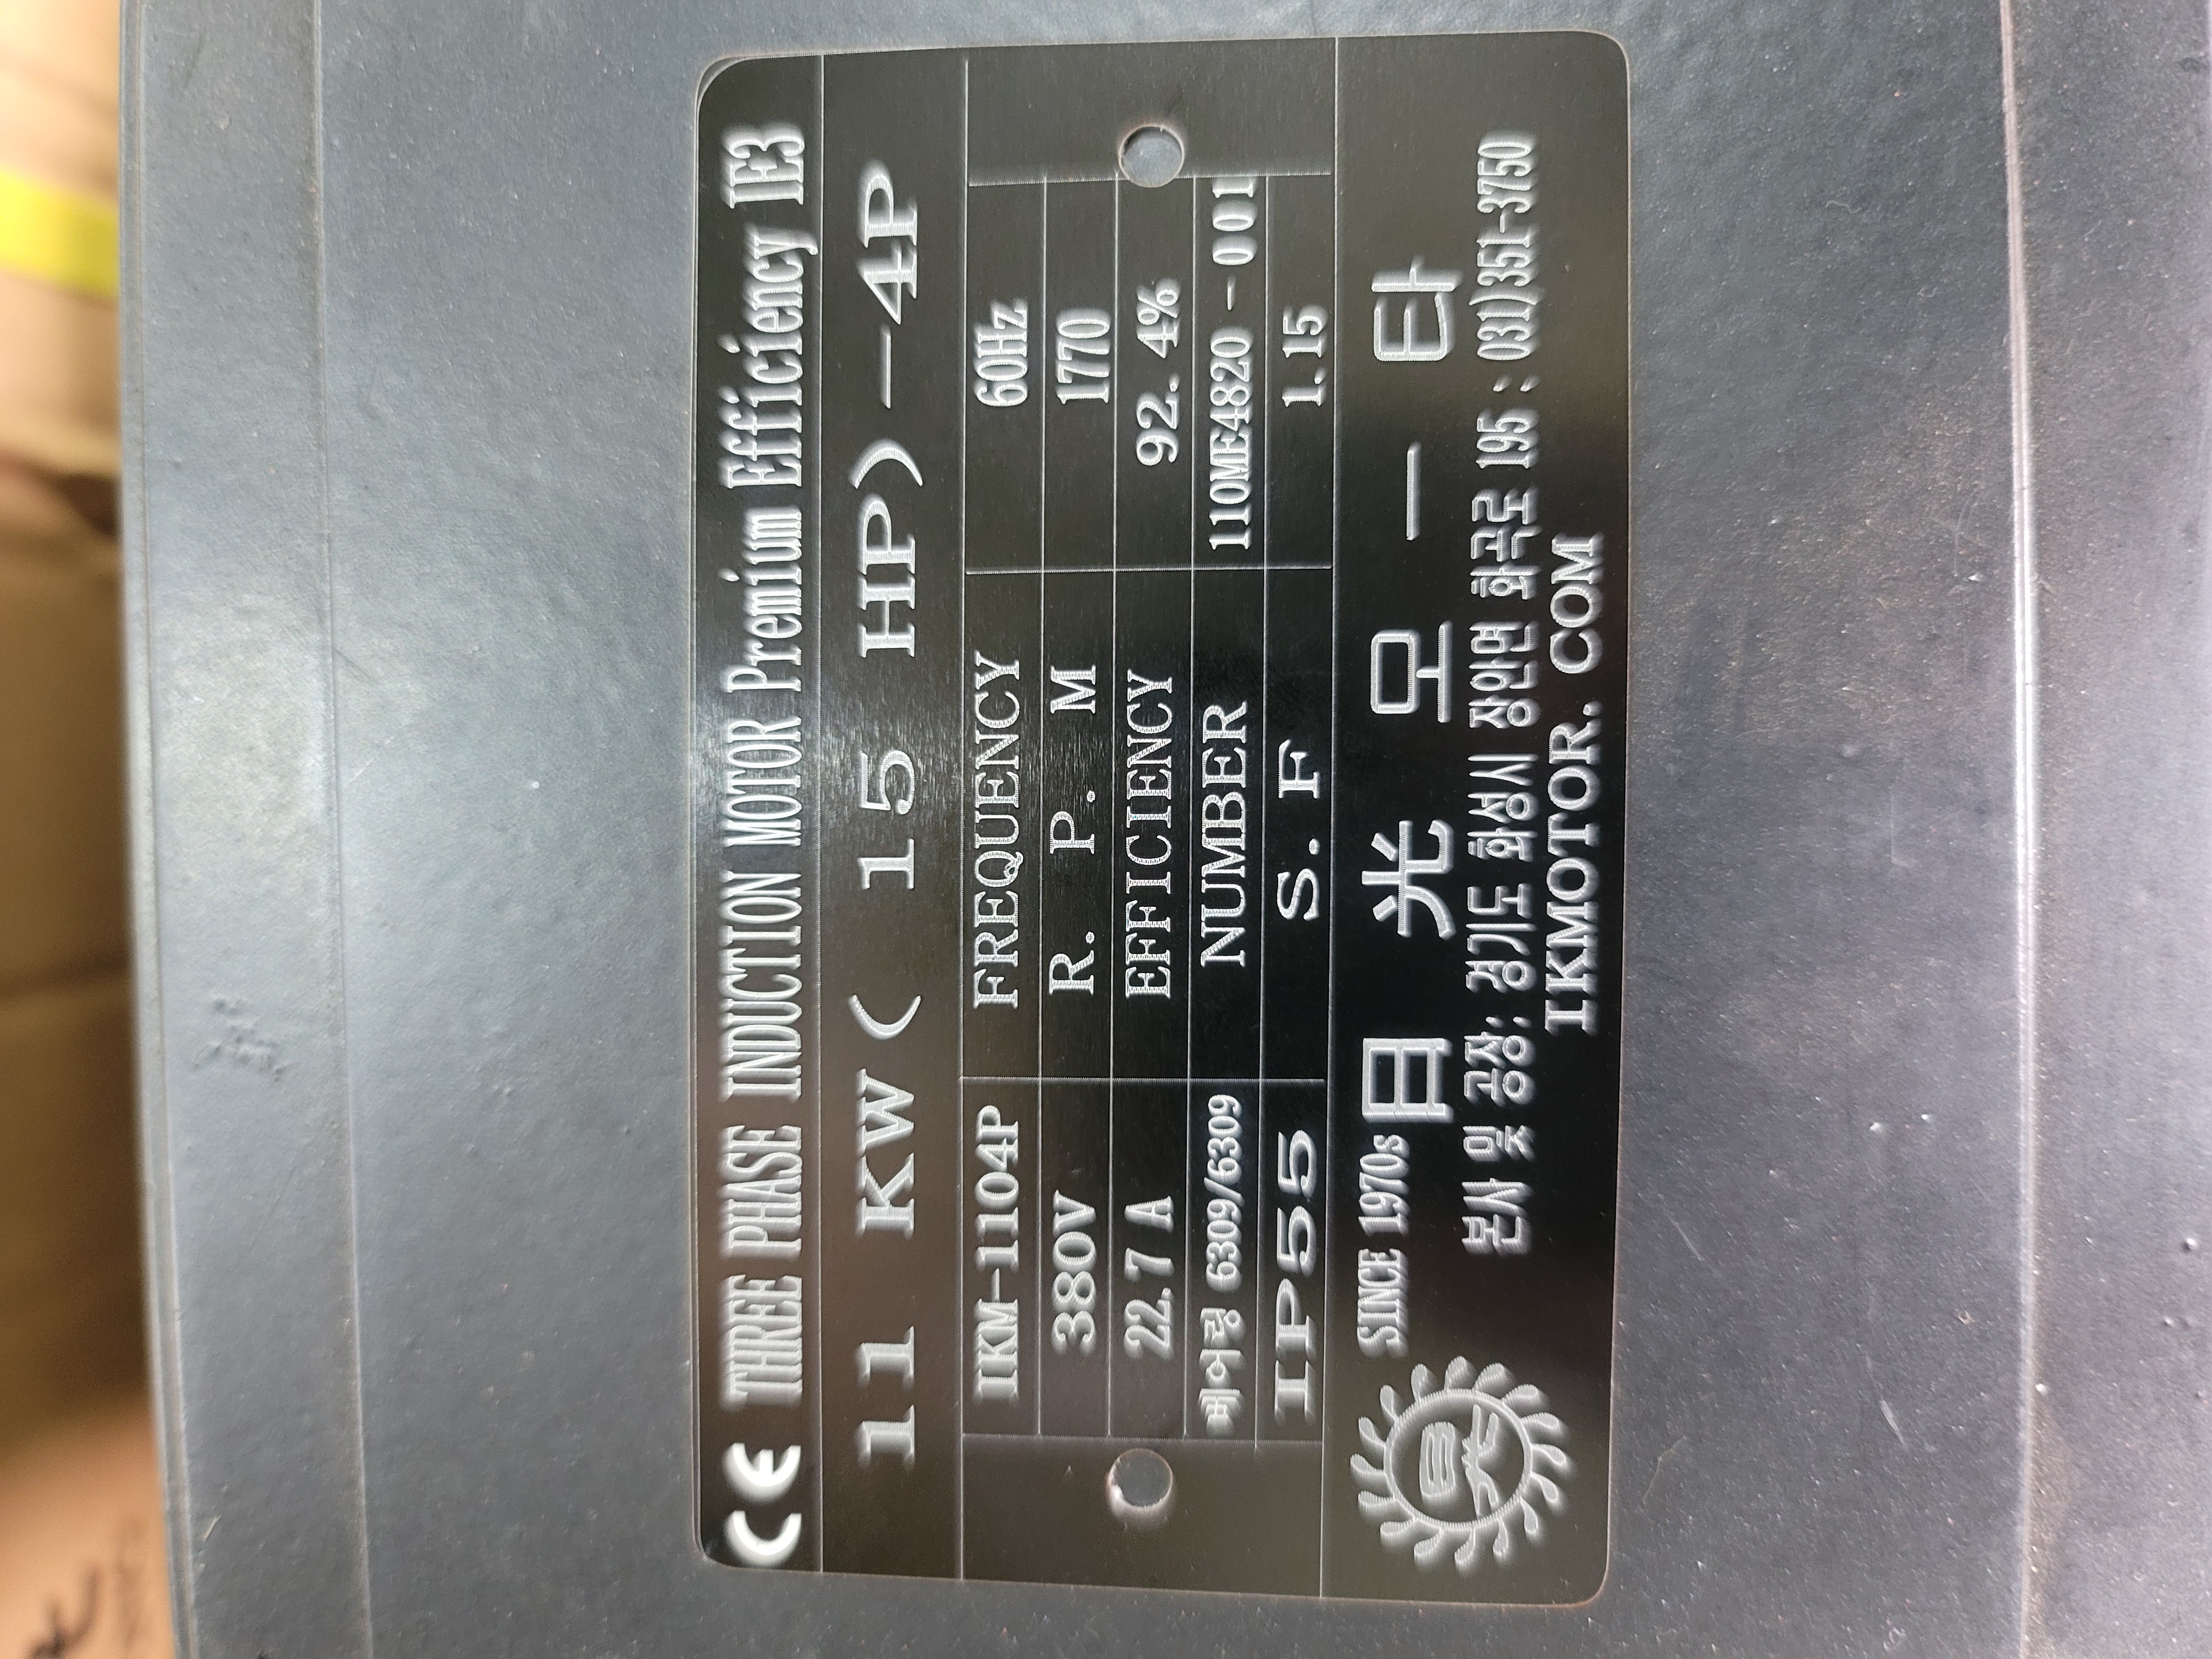 CE THREE PHASE INDUCTION MOTOR Premium Efficiency IE3
11 KW ( 15 HP) -4P
IKM-1104P FREQUENCY 60Hz
380V R. P. M 1770
22.7 A EFFICIENCY 92.4%
베어링 6309/6309 NUMBER 110ME4820 - 001
IP55 S. F 1.15
SINCE 1970s
日光
日 光 모 - 타
본사 및 공장: 경기도 화성시 장안면 화곡로 195 ; 031)351-3750
IKMOTOR. COM